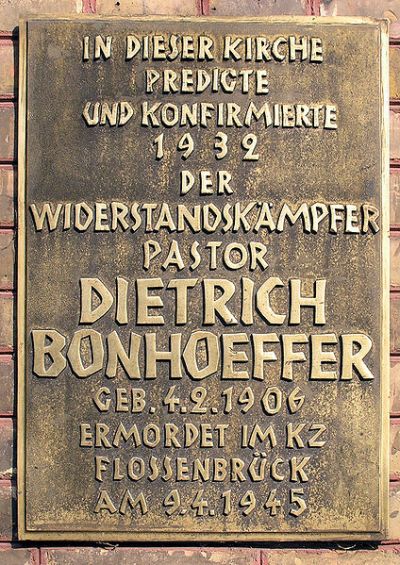 IN DIESER KIRCHE
PREDIGTE
UND KONFIRMIERTE
1932
DER
WIDERSTANDSKÄMPFER
PASTOR
DIETRICH
BONHOEFFER
GEB. 4.2.1906
ERMORDET IM KZ
FLOSSENBRÜCK
AM 9.4.1945